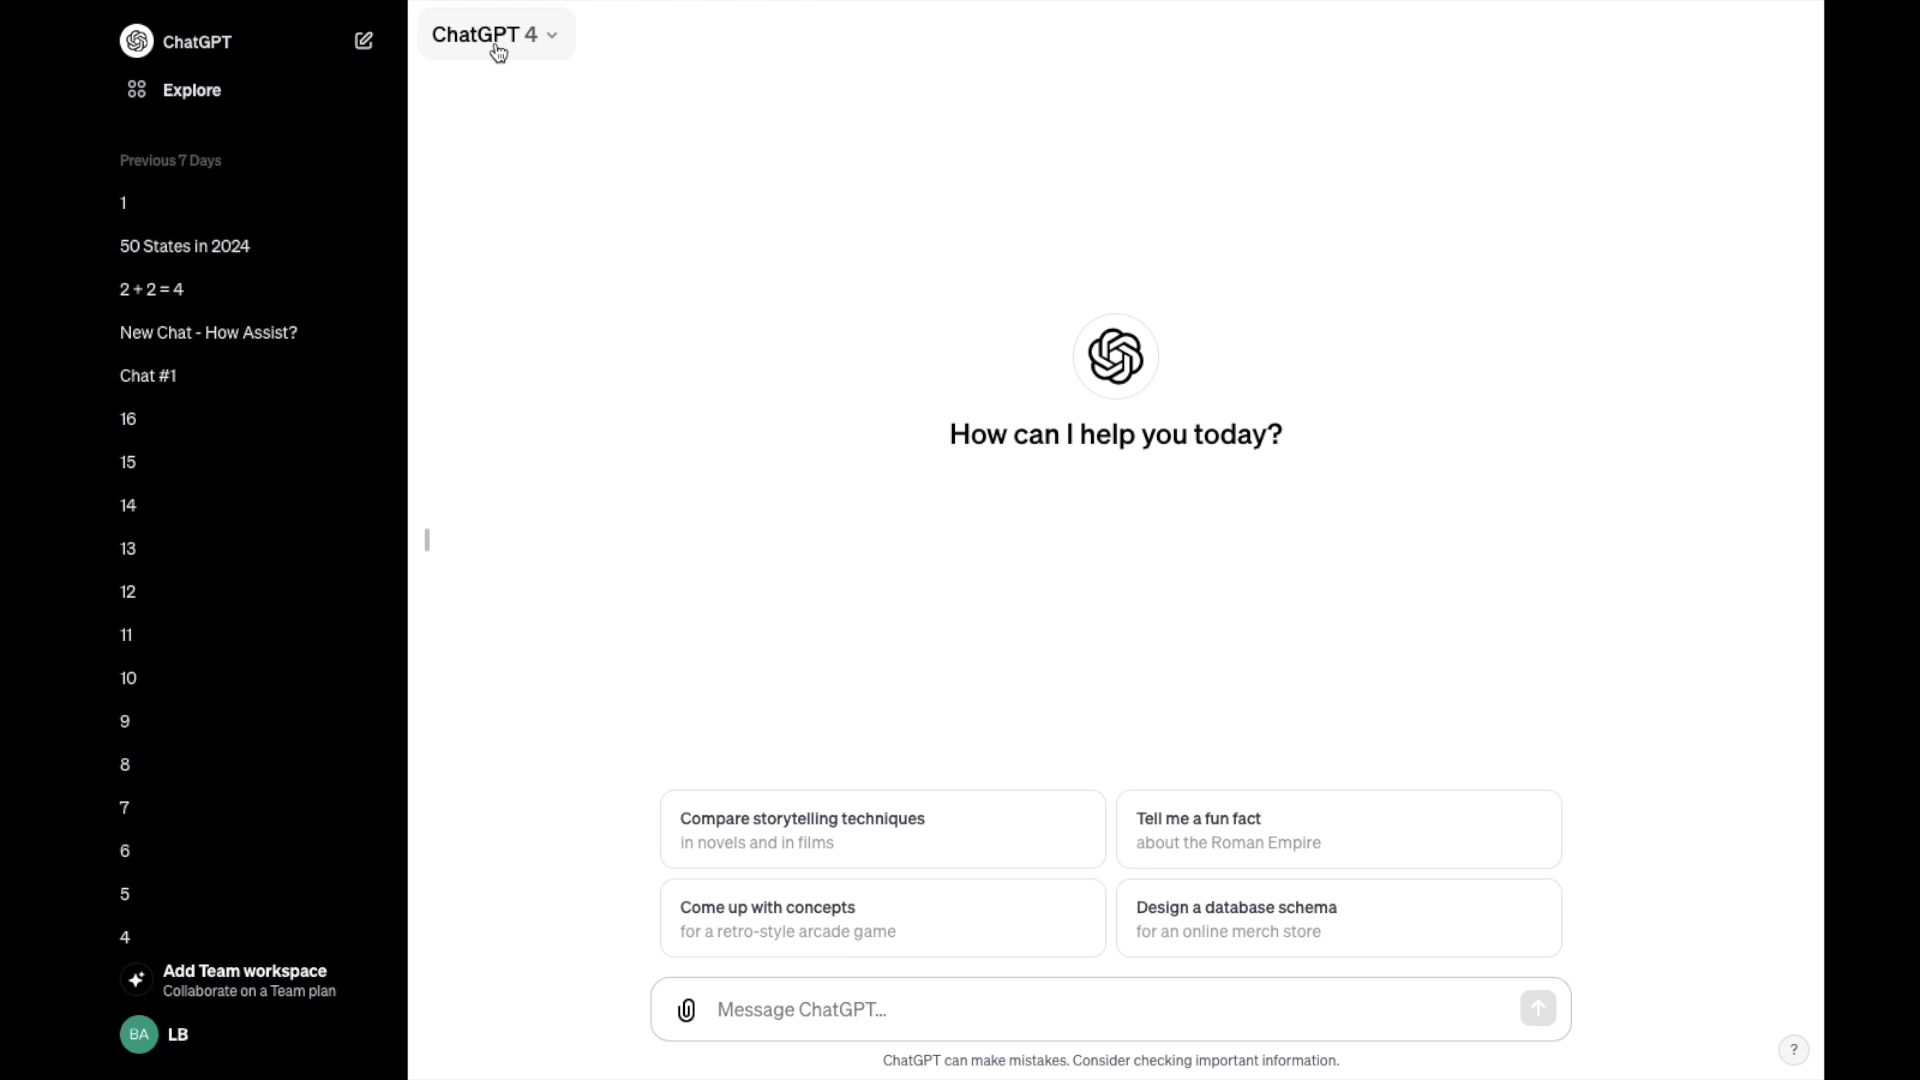 ChatGPT
Explore
Previous 7 Days
1
50 States in 2024
2 + 2 = 4
New Chat - How Assist?
Chat #1
16
15
14
13
12
11
10
9
8
7
6
5
4
Add Team workspace
Collaborate on a Team plan
BA LB
ChatGPT 4
How can I help you today?
Compare storytelling techniques
in novels and in films
Tell me a fun fact
about the Roman Empire
Come up with concepts
for a retro-style arcade game
Design a database schema
for an online merch store
Message ChatGPT...
ChatGPT can make mistakes. Consider checking important information.
?